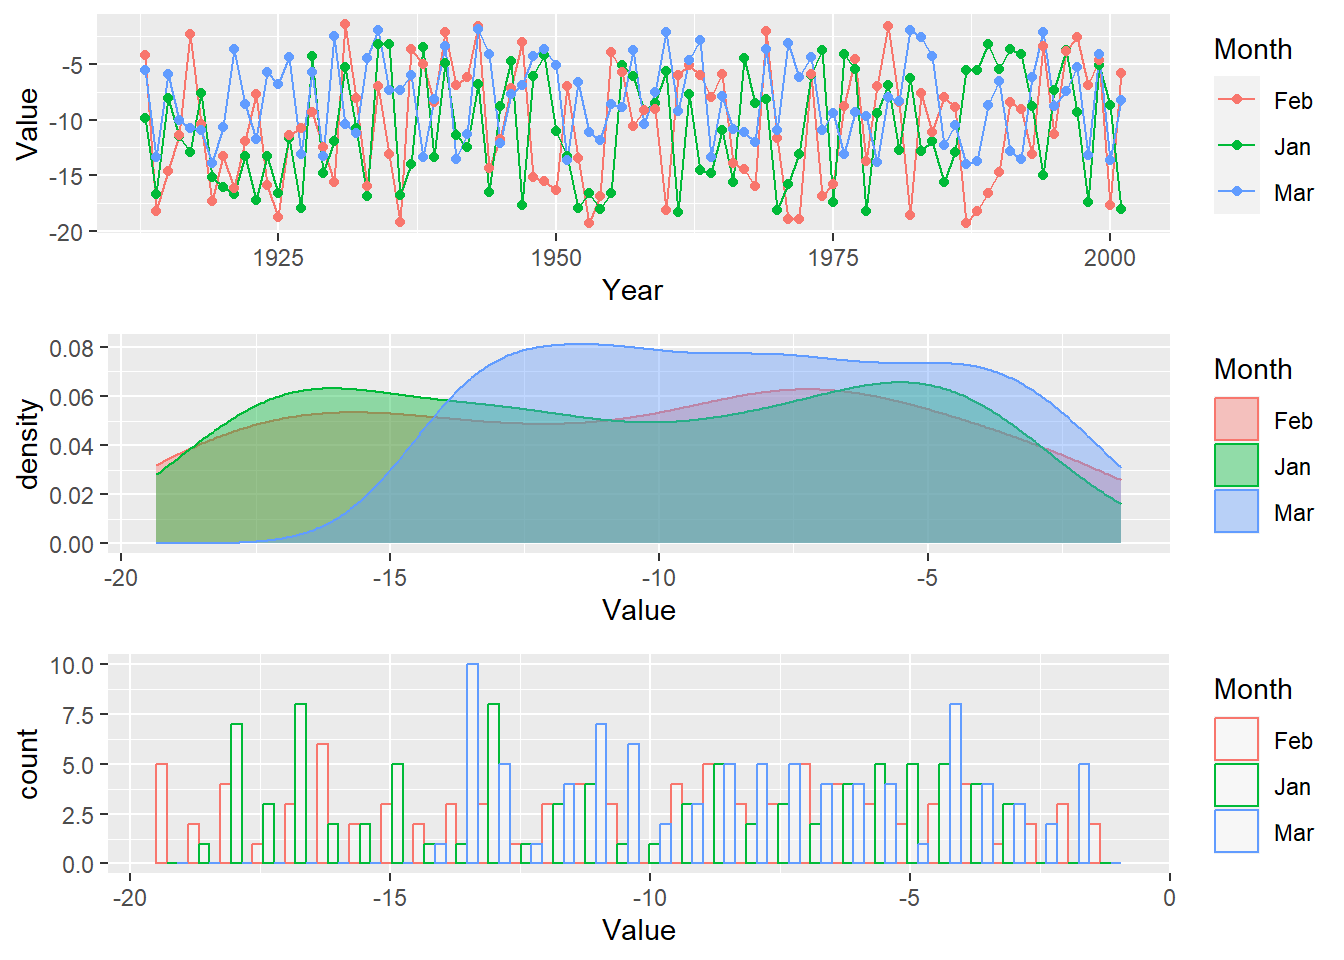 Value
-5
-10
-15
-20
1925 1950 1975 2000
Year
Month
Feb
Jan
Mar
density
0.08
0.06
0.04
0.02
0.00
-20 -15 -10 -5
Value
Month
Feb
Jan
Mar
count
10.0
7.5
5.0
2.5
0.0
-20 -15 -10 -5 0
Value
Month
Feb
Jan
Mar